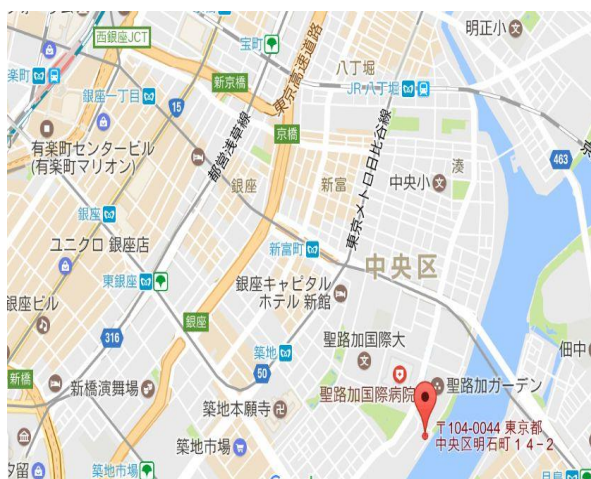 明正小
西銀座JCT
宝町
東京高速道路
八丁堀
楽町
新京橋
JR-八丁堀
銀座一丁目
15
都営浅草線
京橋
東京メトロ日比谷線
湊
463
有楽町センタービル
(有楽町マリオン)
銀座
新富
中央小
銀座
ユニクロ 銀座店
新富町
中央区
東銀座
銀座キャピタル
ホテル 新館
銀座ビル
銀座
316
築地
聖路加国際大
佃中
新橋
50
新橋演舞場
聖路加国際病院
聖路加ガーデン
築地本願寺
〒104-0044 東京都
中央区明石町 1 4 - 2
築地市場
汐留
築地市場
月島